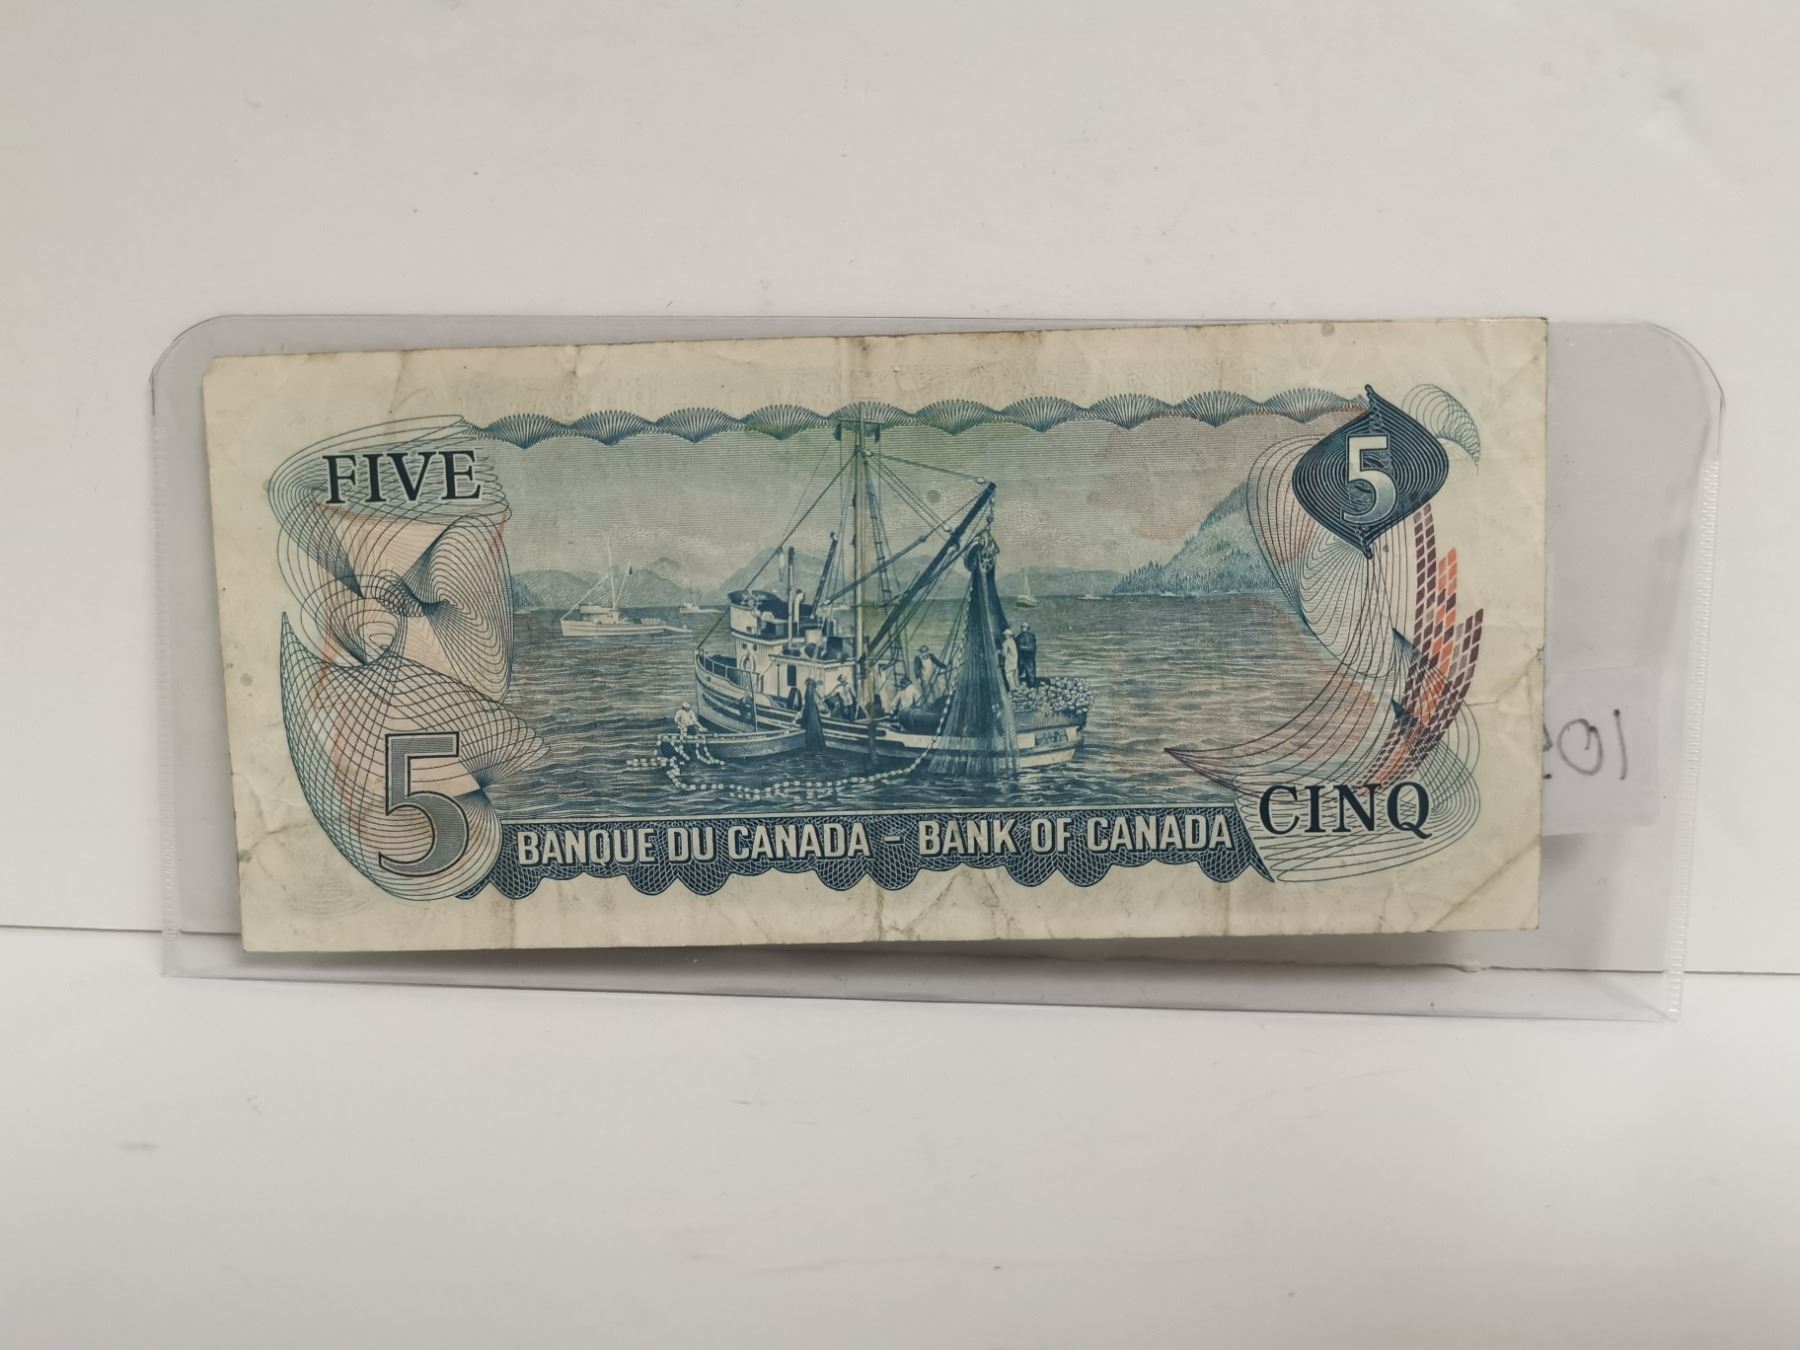 FIVE
5
5
BANQUE DU CANADA - BANK OF CANADA
CINQ